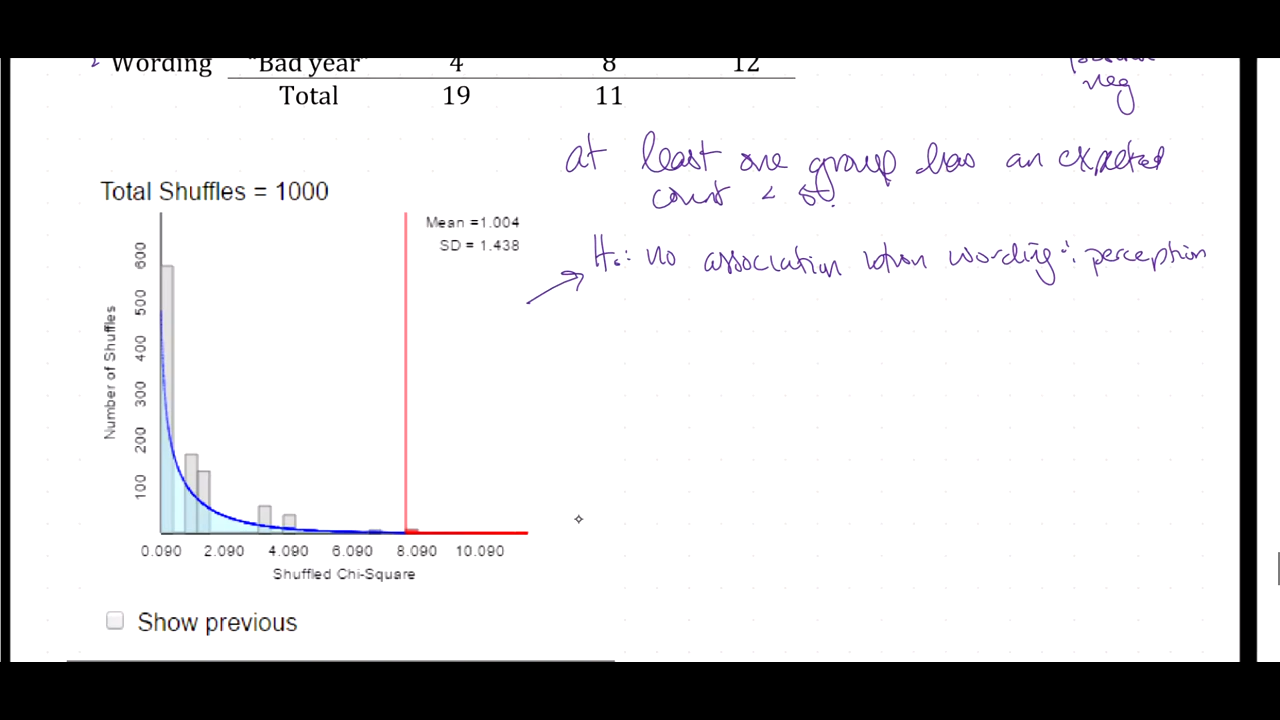 Wording "Bad year" 4 8 12
neg
Total 19 11
at least one group has an expected
count < 5.
Total Shuffles = 1000
Mean =1.004
SD = 1.438
H₀: no association btwn wording & perception
Number of Shuffles
600
500
400
300
200
100
0.090 2.090 4.090 6.090 8.090 10.090
Shuffled Chi-Square
Show previous